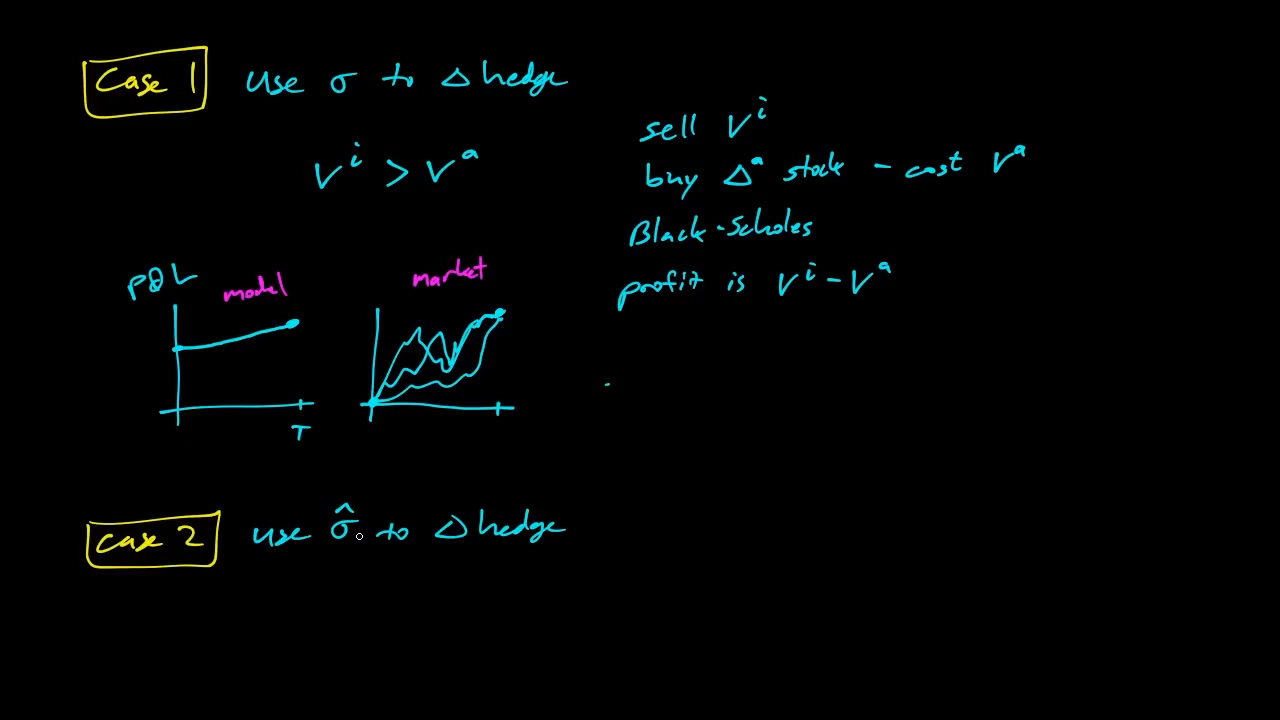 Case 1 use σ to Δ hedge
V^i > V^a
sell V^i
buy Δ^a stock - cost V^a
Black-Scholes
profit is V^i - V^a
P&L model
market
T
case 2 use σ̂ to Δ hedge